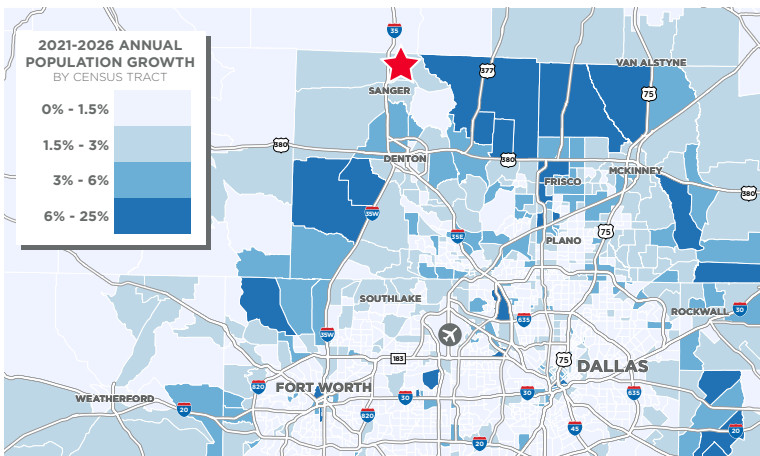 2021-2026 ANNUAL
POPULATION GROWTH
BY CENSUS TRACT
0% - 1.5%
1.5% - 3%
3% - 6%
6% - 25%
35
VAN ALSTYNE
377
SANGER
75
380
DENTON
380
MCKINNEY
FRISCO
380
35W
75
35E
PLANO
SOUTHLAKE
ROCKWALL
30
635
35W
183
75
DALLAS
820
FORT WORTH
WEATHERFORD
30
30
635
20
820
45
20
20